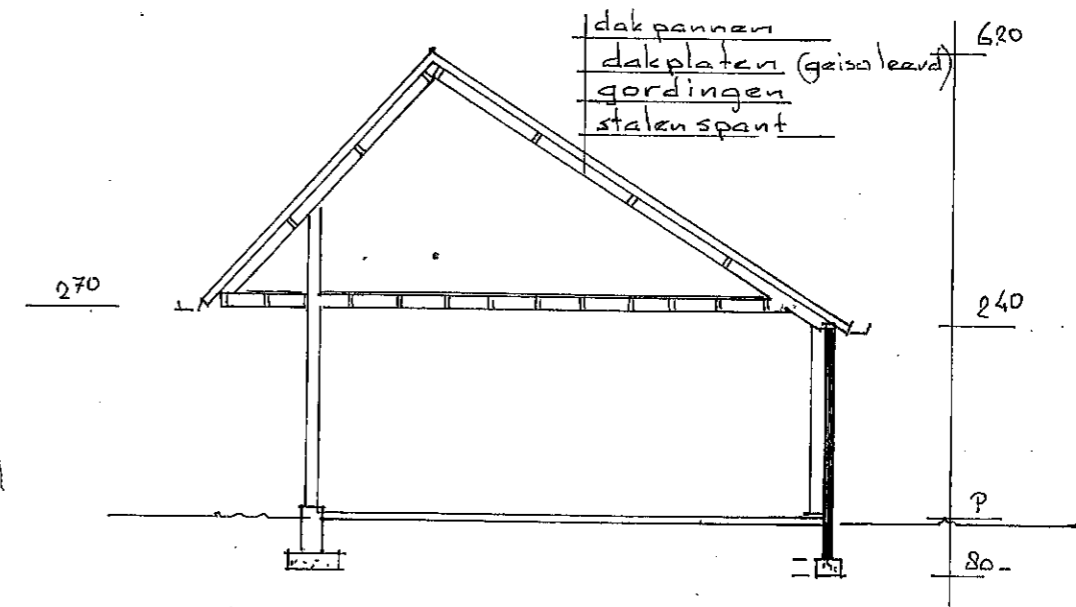 dakpannen
620
dakplaten (geisoleerd)
gordingen
stalen spant
270
240
P
80-